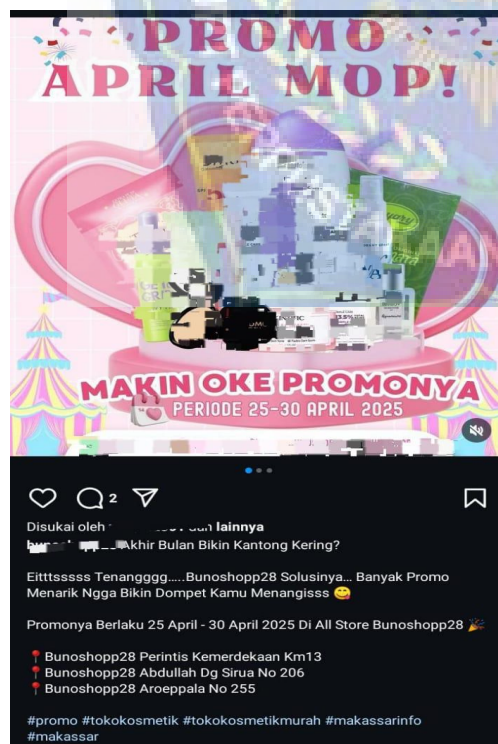 PROMO
APRIL MOP!
MAKIN OKE PROMONYA
PERIODE 25-30 APRIL 2025
2
Disukai oleh dan lainnya
Akhir Bulan Bikin Kantong Kering?
Eitttsssss Tenangggg.....Bunoshopp28 Solusinya... Banyak Promo
Menarik Ngga Bikin Dompet Kamu Menangisss 😋
Promonya Berlaku 25 April - 30 April 2025 Di All Store Bunoshopp28 🎉
📍Bunoshopp28 Perintis Kemerdekaan Km13
📍Bunoshopp28 Abdullah Dg Sirua No 206
📍Bunoshopp28 Aroeppala No 255
#promo #tokokosmetik #tokokosmetikmurah #makassarinfo
#makassar